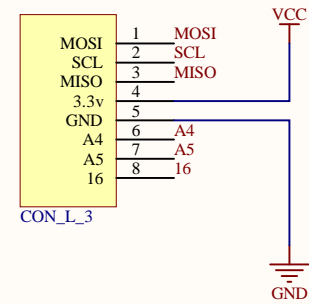 VCC
MOSI 1 MOSI
SCL 2 SCL
MISO 3 MISO
3.3v 4
GND 5
A4 6 A4
A5 7 A5
16 8 16
CON_L_3
GND